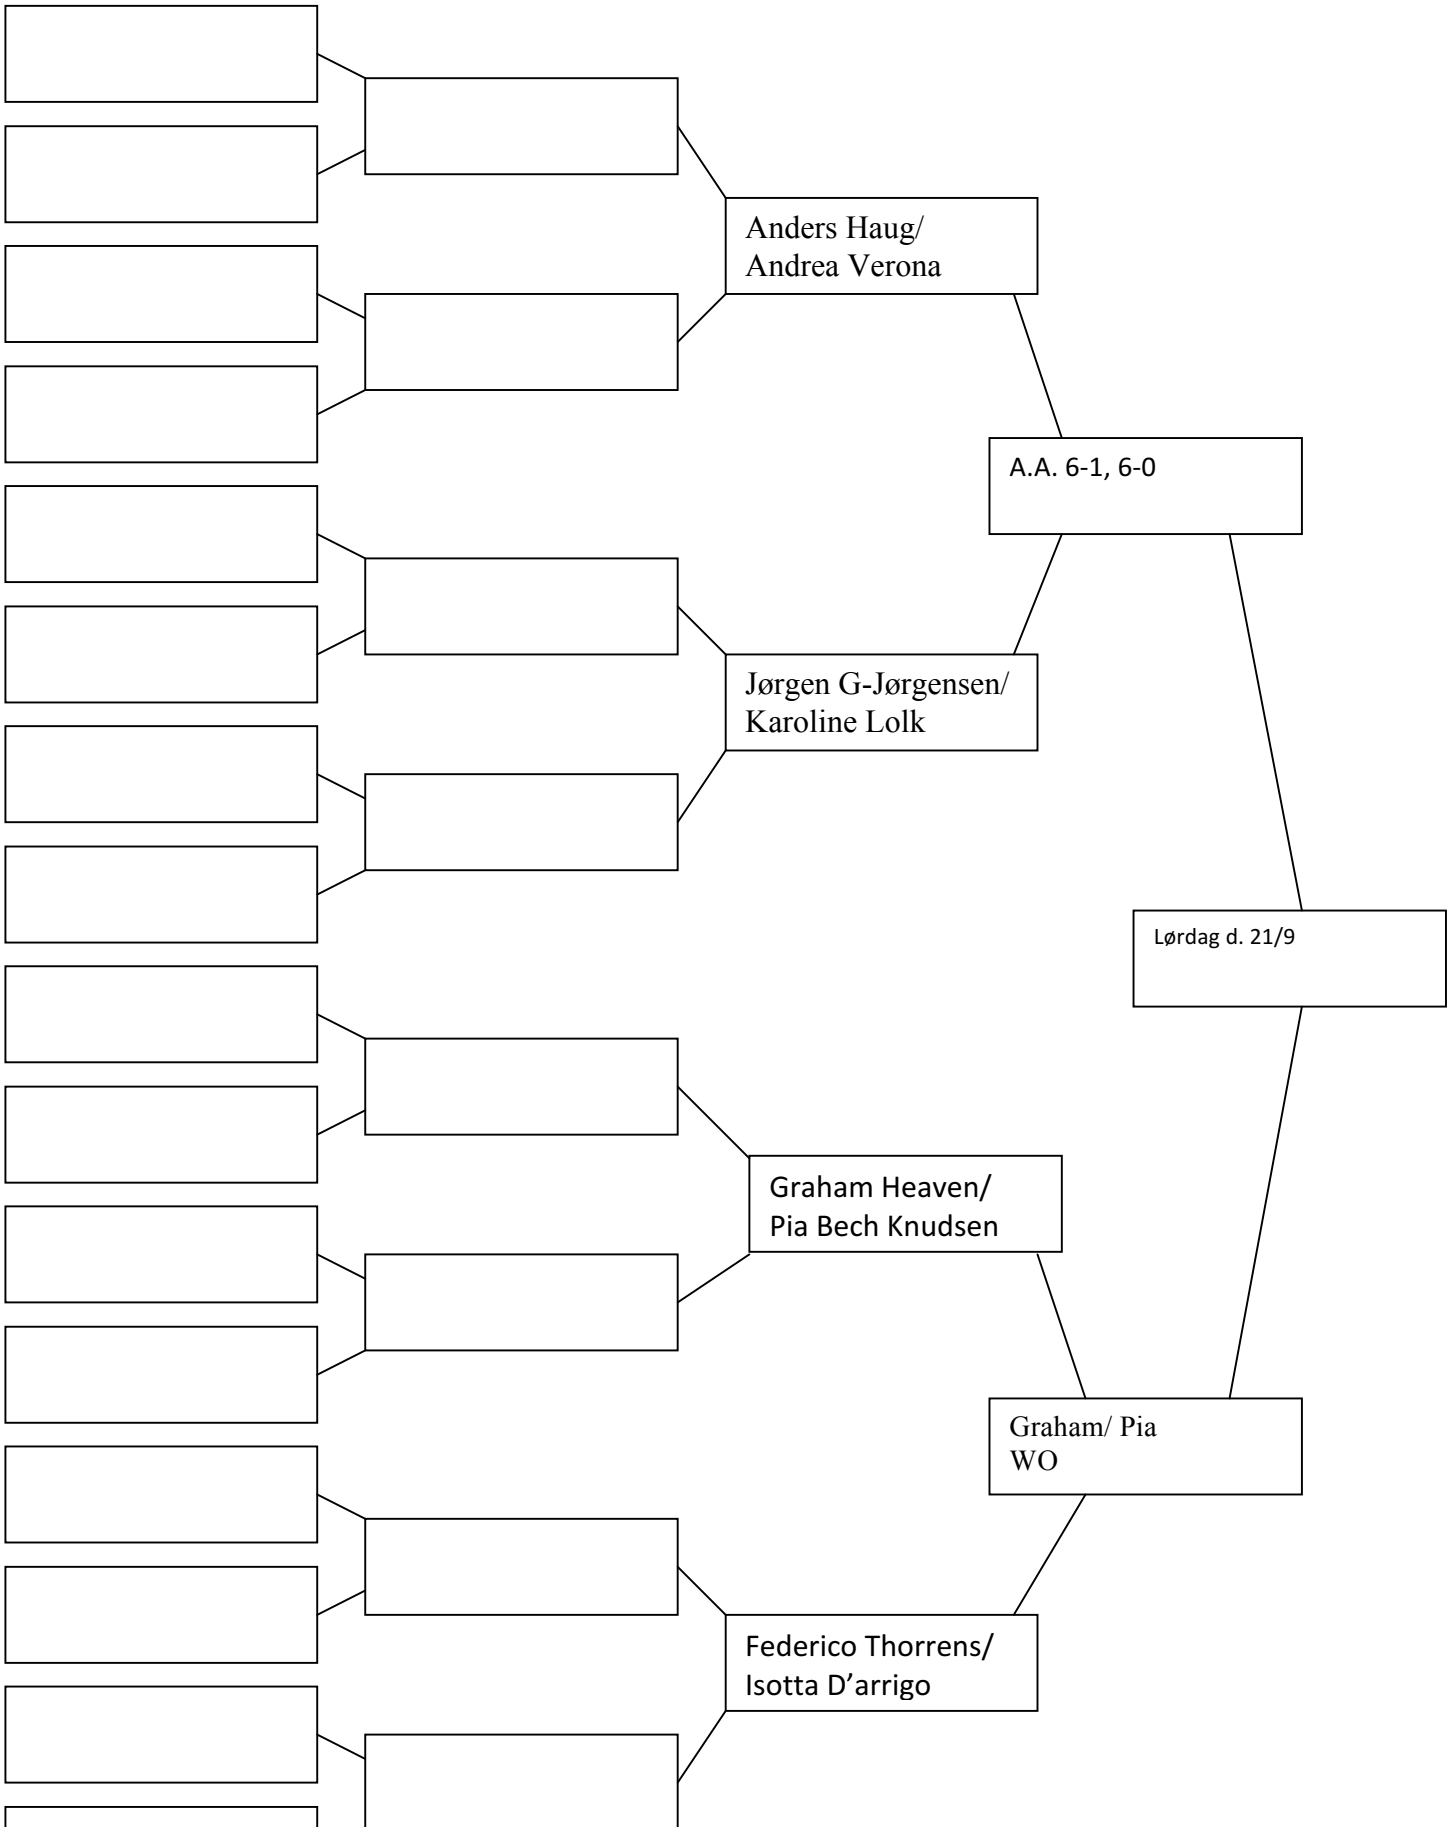 Anders Haug/
Andrea Verona
A.A. 6-1, 6-0
Jørgen G-Jørgensen/
Karoline Lolk
Lørdag d. 21/9
Graham Heaven/
Pia Bech Knudsen
Graham/ Pia
WO
Federico Thorrens/
Isotta D’arrigo